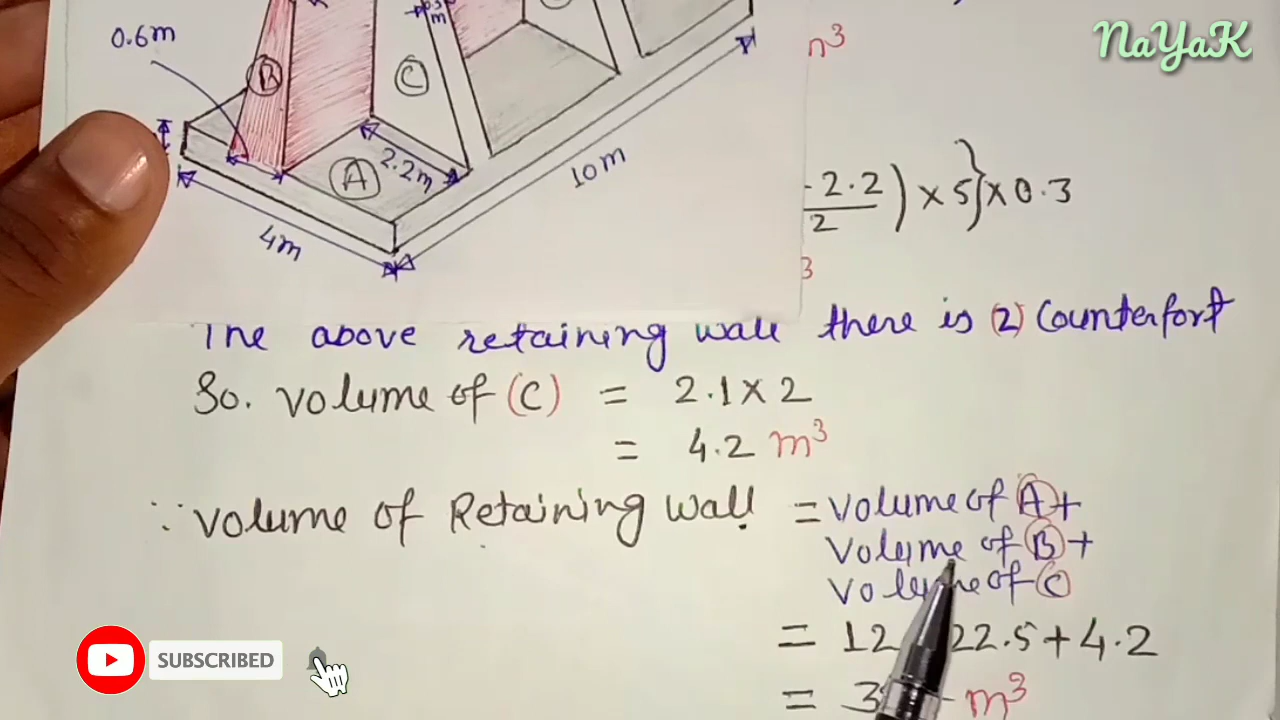 NaYaK
0.6m
B
C
A
2.2m
4m
10m
m3
- 2.2 ) × 5} × 0.3
2
3
The above retaining wall there is (2) Counterfort
So. volume of (C) = 2.1 × 2
= 4.2 m3
∵ volume of Retaining wall = volume of A +
volume of B +
volume of C
= 12 22.5 + 4.2
= 3 m3
SUBSCRIBED